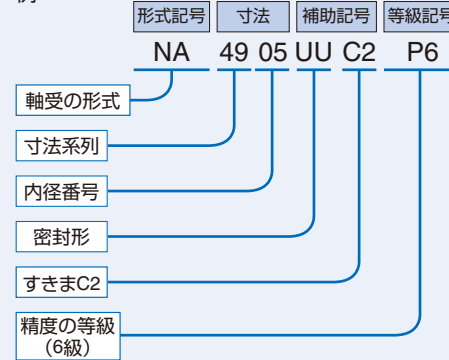 形式記号 寸法 補助記号 等級記号
NA 49 05 UU C2 P6
軸受の形式
寸法系列
内径番号
密封形
すきまC2
精度の等級
（6級）